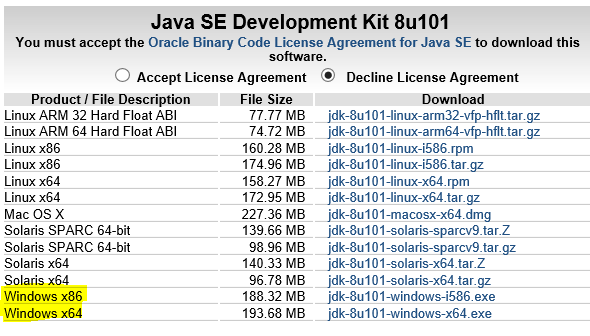 Java SE Development Kit 8u101
You must accept the Oracle Binary Code License Agreement for Java SE to download this
software.
Accept License Agreement Decline License Agreement
Product / File Description File Size Download
Linux ARM 32 Hard Float ABI 77.77 MB jdk-8u101-linux-arm32-vfp-hflt.tar.gz
Linux ARM 64 Hard Float ABI 74.72 MB jdk-8u101-linux-arm64-vfp-hflt.tar.gz
Linux x86 160.28 MB jdk-8u101-linux-i586.rpm
Linux x86 174.96 MB jdk-8u101-linux-i586.tar.gz
Linux x64 158.27 MB jdk-8u101-linux-x64.rpm
Linux x64 172.95 MB jdk-8u101-linux-x64.tar.gz
Mac OS X 227.36 MB jdk-8u101-macosx-x64.dmg
Solaris SPARC 64-bit 139.66 MB jdk-8u101-solaris-sparcv9.tar.Z
Solaris SPARC 64-bit 98.96 MB jdk-8u101-solaris-sparcv9.tar.gz
Solaris x64 140.33 MB jdk-8u101-solaris-x64.tar.Z
Solaris x64 96.78 MB jdk-8u101-solaris-x64.tar.gz
Windows x86 188.32 MB jdk-8u101-windows-i586.exe
Windows x64 193.68 MB jdk-8u101-windows-x64.exe